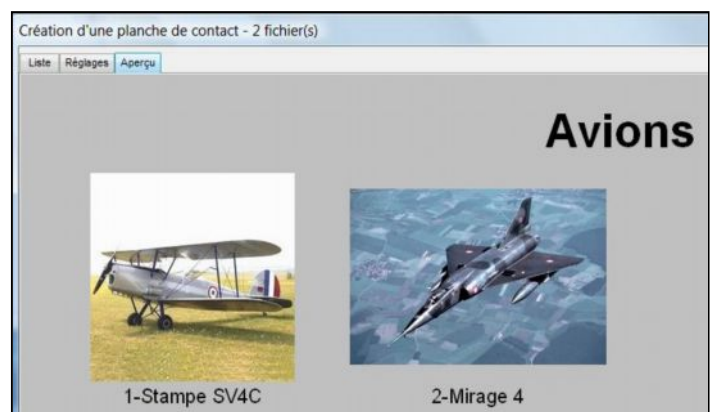 Création d'une planche de contact - 2 fichier(s)
Liste Réglages Aperçu
Avions
1-Stampe SV4C 2-Mirage 4